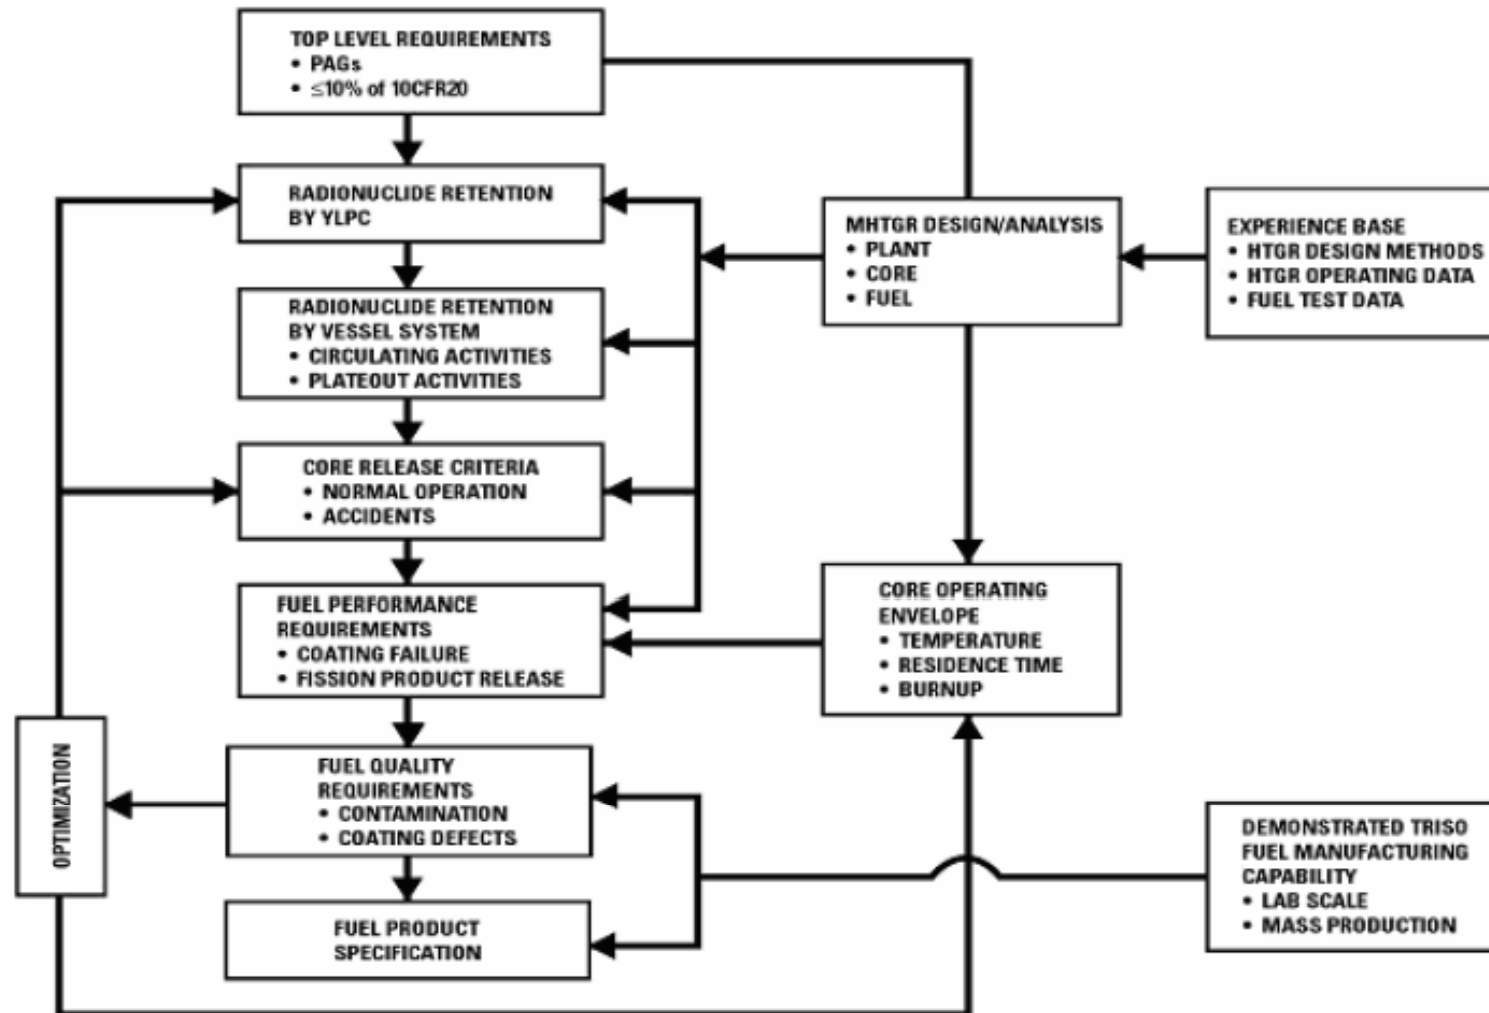 TOP LEVEL REQUIREMENTS
• PAGs
• ≤10% of 10CFR20
RADIONUCLIDE RETENTION
BY YLPC
RADIONUCLIDE RETENTION
BY VESSEL SYSTEM
• CIRCULATING ACTIVITIES
• PLATEOUT ACTIVITIES
CORE RELEASE CRITERIA
• NORMAL OPERATION
• ACCIDENTS
FUEL PERFORMANCE
REQUIREMENTS
• COATING FAILURE
• FISSION PRODUCT RELEASE
FUEL QUALITY
REQUIREMENTS
• CONTAMINATION
• COATING DEFECTS
FUEL PRODUCT
SPECIFICATION
OPTIMIZATION
MHTGR DESIGN/ANALYSIS
• PLANT
• CORE
• FUEL
CORE OPERATING
ENVELOPE
• TEMPERATURE
• RESIDENCE TIME
• BURNUP
EXPERIENCE BASE
• HTGR DESIGN METHODS
• HTGR OPERATING DATA
• FUEL TEST DATA
DEMONSTRATED TRISO
FUEL MANUFACTURING
CAPABILITY
• LAB SCALE
• MASS PRODUCTION